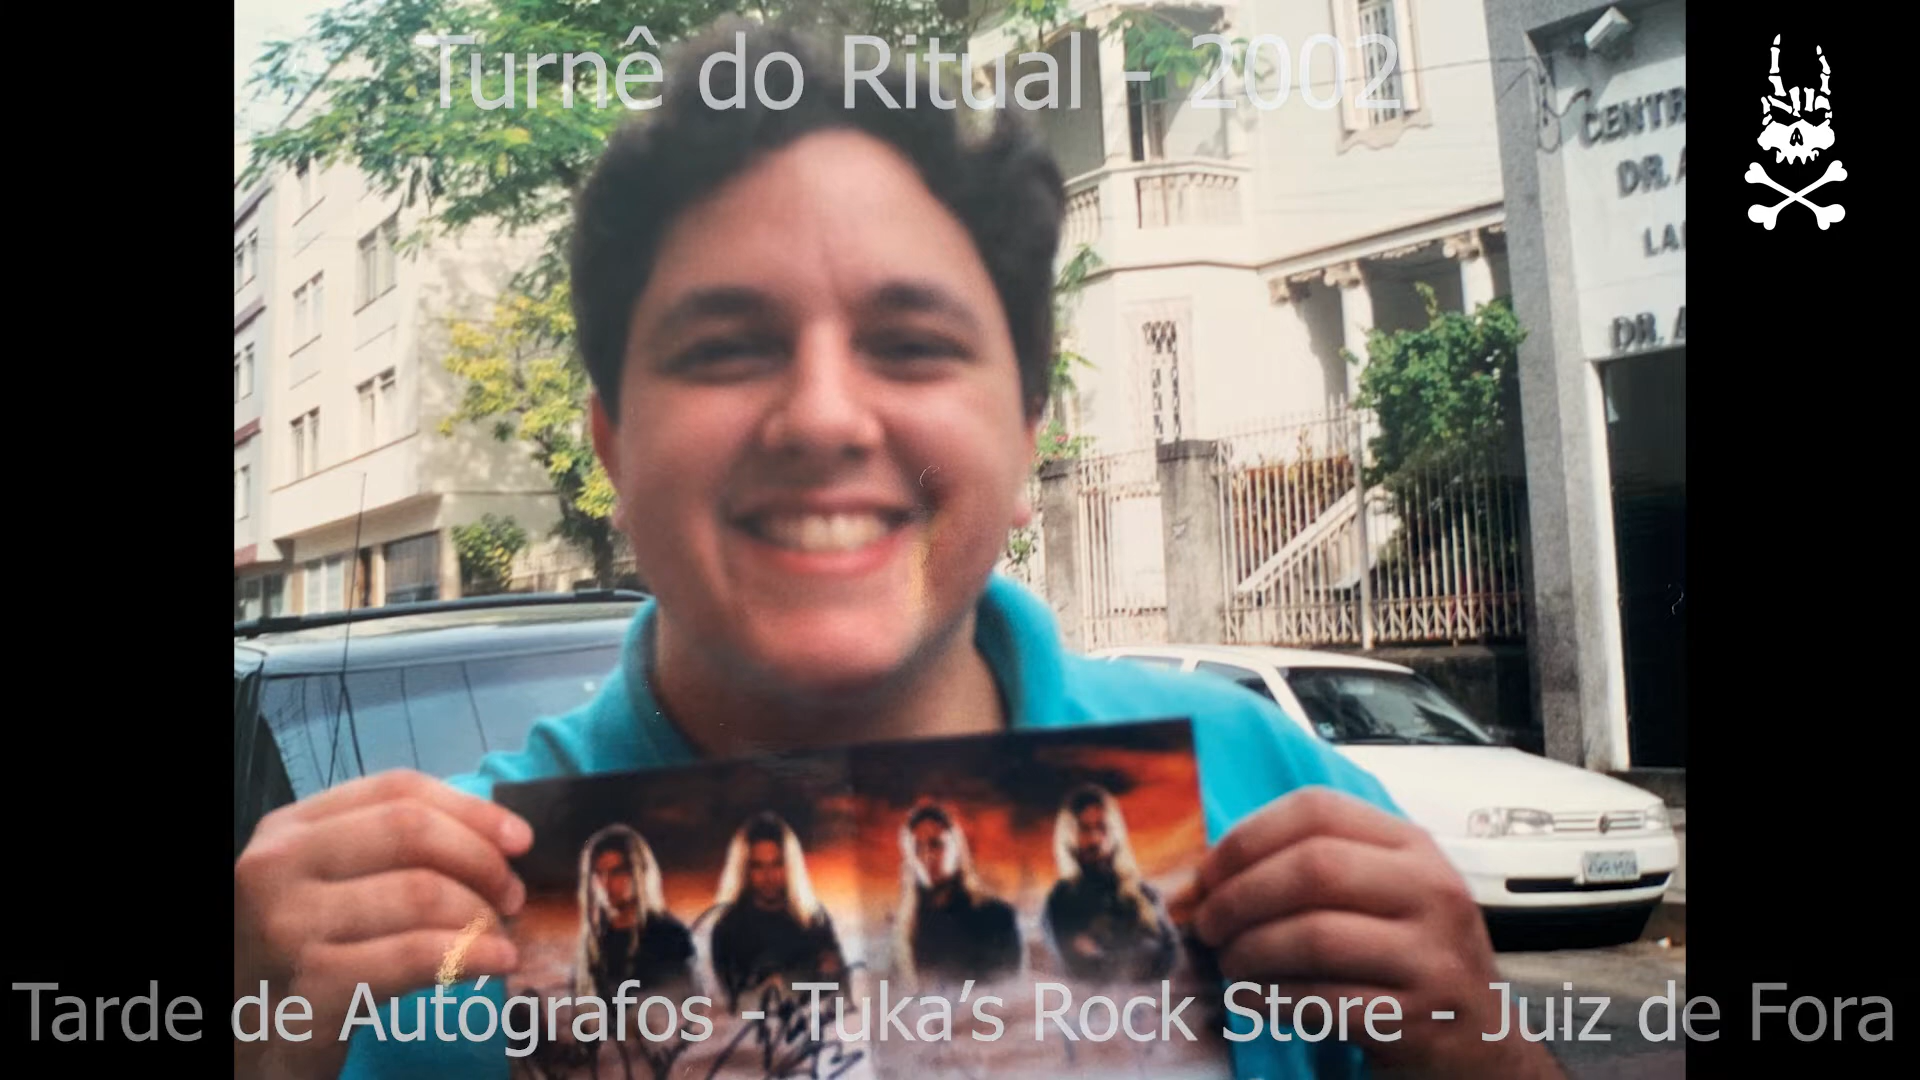 Turnê do Ritual - 2002
CENTR
DR. A
LA
DR. A
Tarde de Autógrafos - Tuka's Rock Store - Juiz de Fora